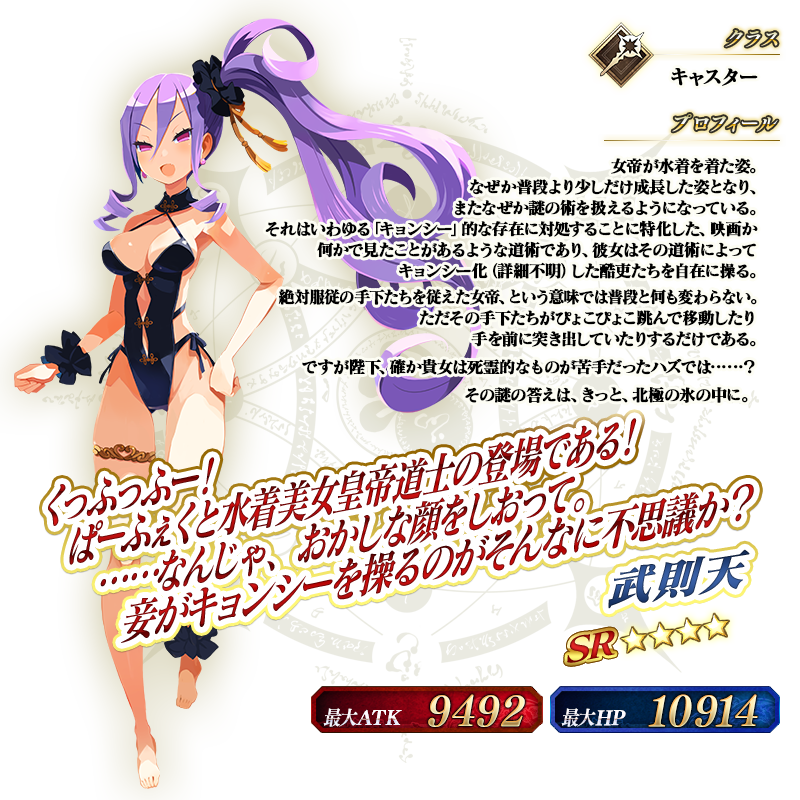 クラス
キャスター
プロフィール
女帝が水着を着た姿。
なぜか普段より少しだけ成長した姿となり、
またなぜか謎の術を扱えるようになっている。
それはいわゆる「キョンシー」的な存在に対処することに特化した、映画か
何かで見たことがあるような道術であり、彼女はその道術によって
キョンシー化（詳細不明）した酷吏たちを自在に操る。
絶対服従の手下たちを従えた女帝、という意味では普段と何も変わらない。
ただその手下たちがぴょこぴょこ跳んで移動したり
手を前に突き出していたりするだけである。
ですが陛下、確か貴女は死霊的なものが苦手だったハズでは……？
その謎の答えは、きっと、北極の氷の中に。
くっふっふー！
ぱーふぇくと水着美女皇帝道士の登場である！
……なんじゃ、おかしな顔をしおって。
妾がキョンシーを操るのがそんなに不思議か？
武則天
SR
最大ATK 9492
最大HP 10914